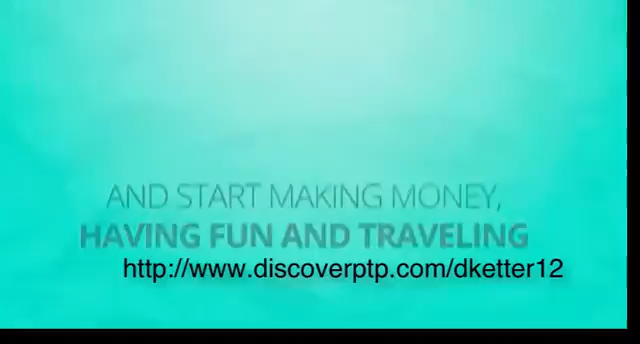 AND START MAKING MONEY,
HAVING FUN AND TRAVELING
http://www.discoverptp.com/dketter12